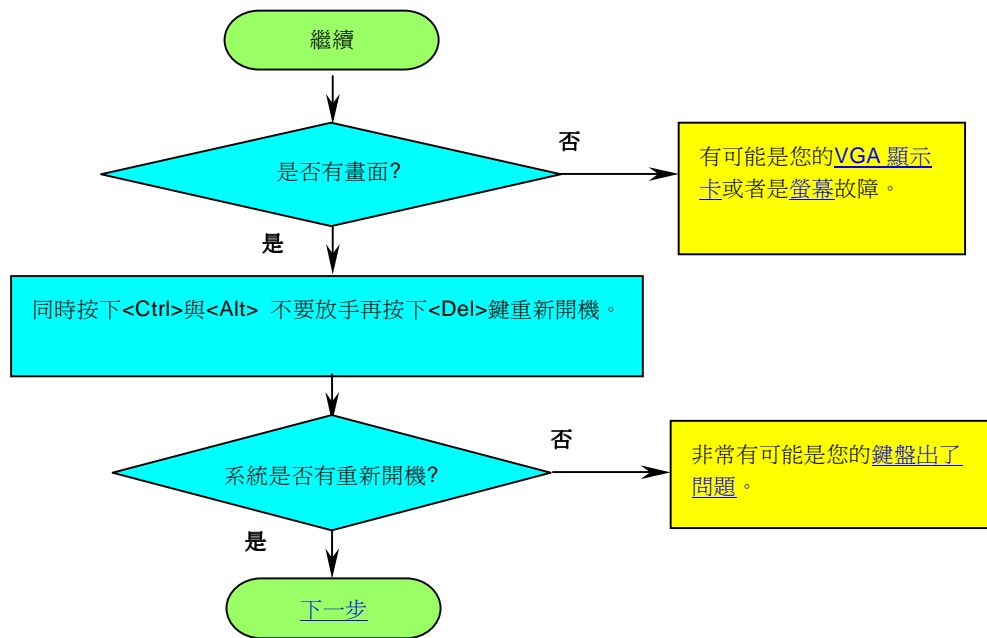 繼續
是否有畫面?
否
有可能是您的VGA 顯示
卡或者是螢幕故障。
是
同時按下<Ctrl>與<Alt> 不要放手再按下<Del>鍵重新開機。
系統是否有重新開機?
否
非常有可能是您的鍵盤出了
問題。
是
下一步